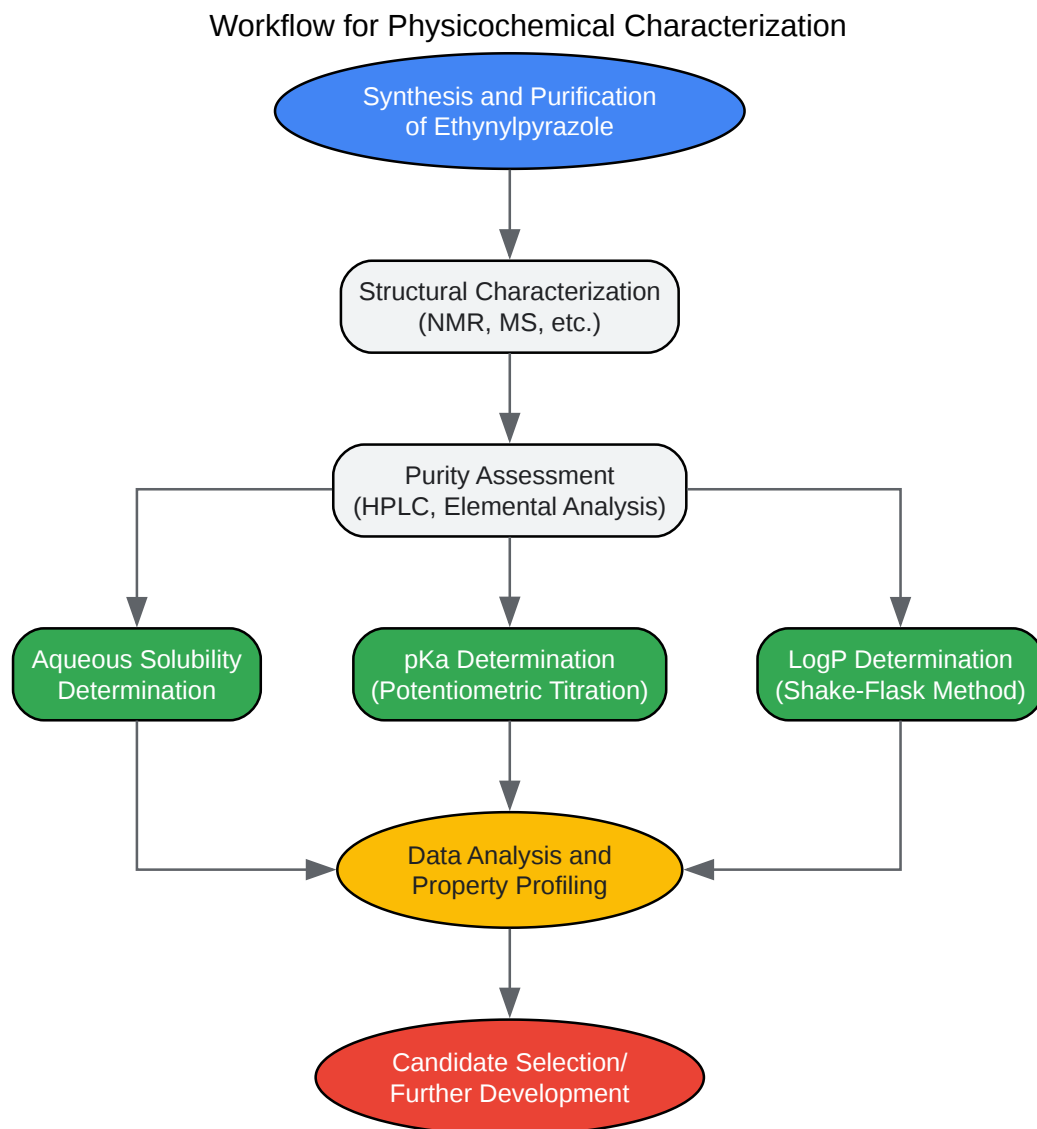 Workflow for Physicochemical Characterization
Synthesis and Purification
of Ethynylpyrazole
Structural Characterization
(NMR, MS, etc.)
Purity Assessment
(HPLC, Elemental Analysis)
Aqueous Solubility
Determination
pKa Determination
(Potentiometric Titration)
LogP Determination
(Shake-Flask Method)
Data Analysis and
Property Profiling
Candidate Selection/
Further Development